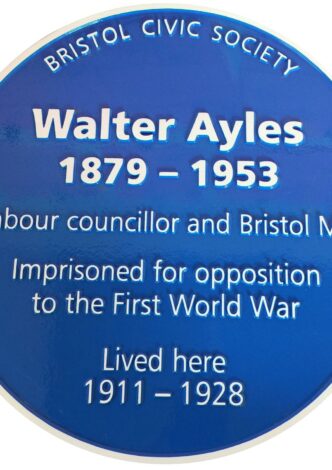 BRISTOL CIVIC SOCIETY
Walter Ayles
1879 – 1953
bour councillor and Bristol M
Imprisoned for opposition
to the First World War
Lived here
1911 – 1928